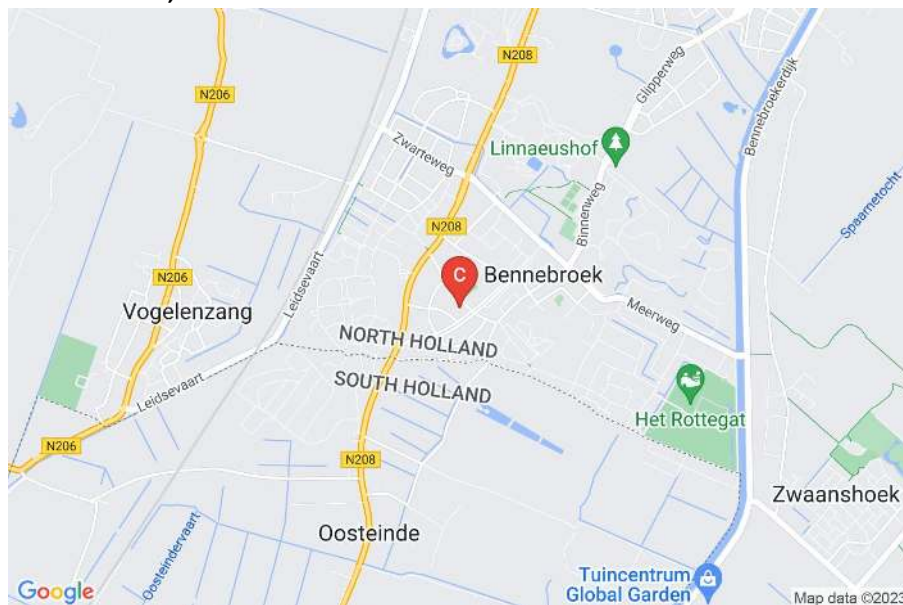 N206
N208
Glipperweg
Bennebroekerdijk
Zwarteweg
Linnaeushof
Binnenweg
Spaarnetocht
N208
N206
Leidsevaart
C
Bennebroek
Vogelenzang
Meerweg
NORTH HOLLAND
SOUTH HOLLAND
Leidsevaart
Het Rottegat
N206
N208
Zwaanshoek
Oosteindervaart
Oosteinde
Tuincentrum
Global Garden
Google
Map data ©2023